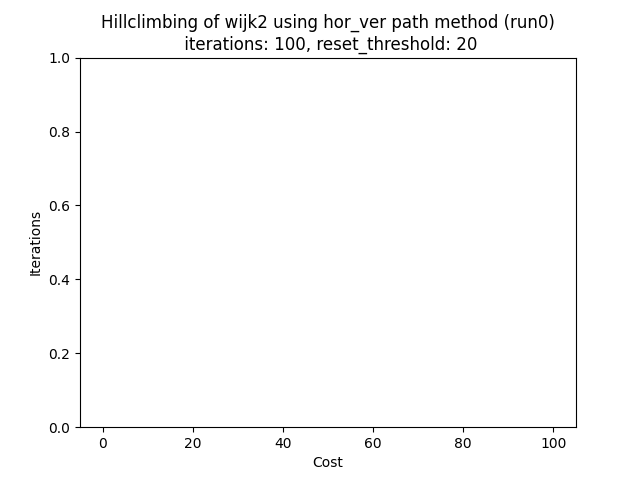 Hillclimbing of wijk2 using hor_ver path method (run0)
iterations: 100, reset_threshold: 20
1.0
0.8
0.6
0.4
0.2
0.0
Iterations
0 20 40 60 80 100
Cost